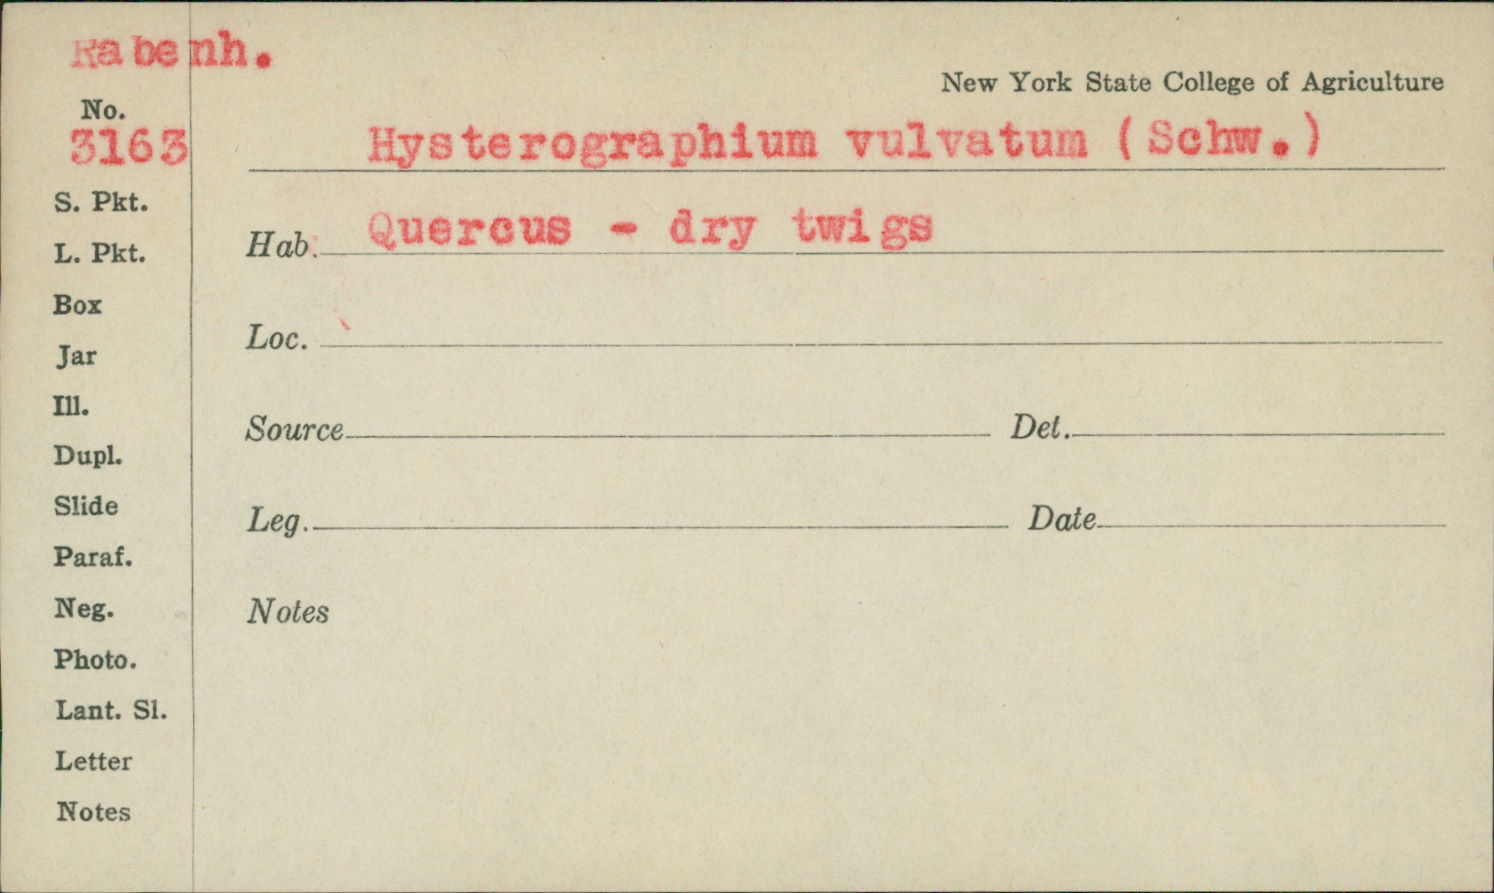 Rabenh.
New York State College of Agriculture
No.
3163
Hysterographium vulvatum (Schw.)
S. Pkt.
Hab. Quercus - dry twigs
L. Pkt.
Box
Loc.
Jar
Ill.
Source Det.
Dupl.
Slide
Leg. Date
Paraf.
Neg.
Notes
Photo.
Lant. Sl.
Letter
Notes